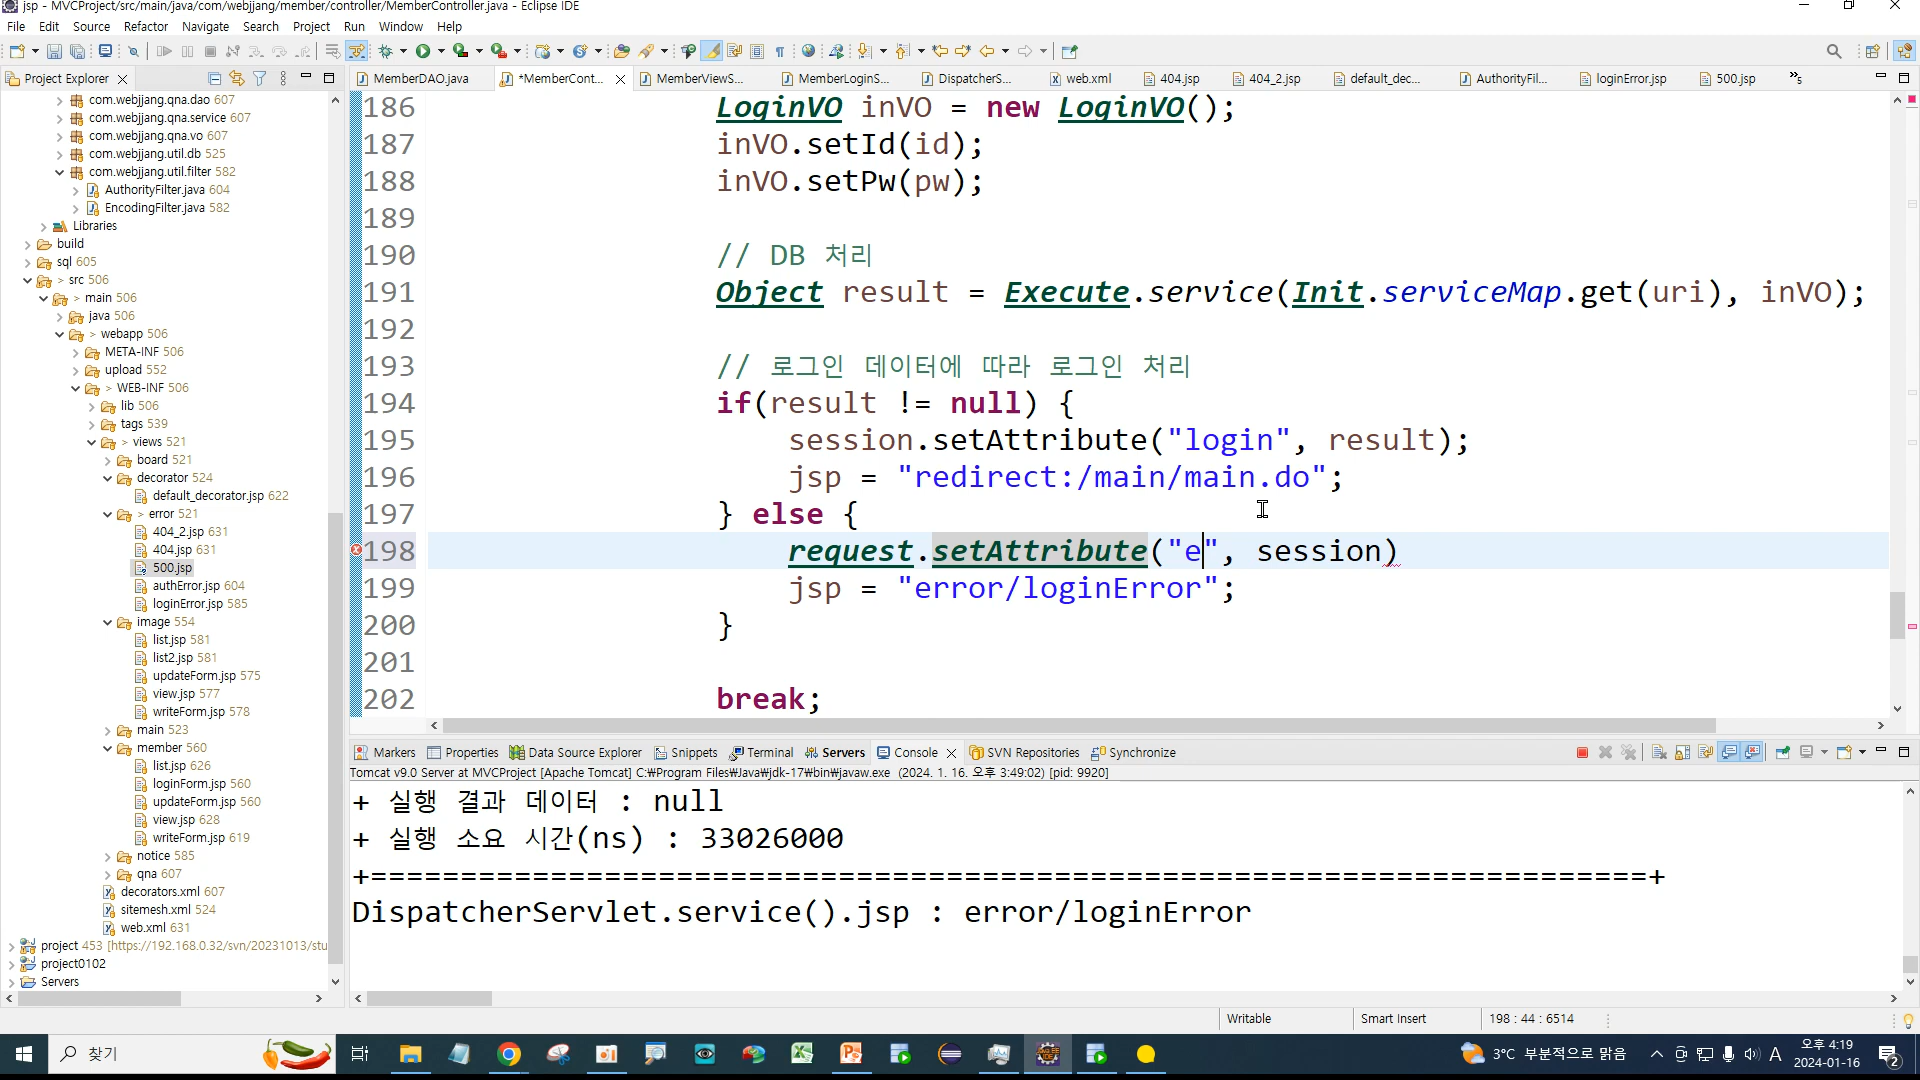 jsp - MVCProject/src/main/java/com/webjjang/member/controller/MemberController.java - Eclipse IDE
File Edit Source Refactor Navigate Search Project Run Window Help
Project Explorer
MemberDAO.java
*MemberCont...
MemberViewS...
MemberLoginS...
DispatcherS...
web.xml
404.jsp
404_2.jsp
default_dec...
AuthorityFil...
loginError.jsp
500.jsp
»5
com.webjjang.qna.dao 607
com.webjjang.qna.service 607
com.webjjang.qna.vo 607
com.webjjang.util.db 525
com.webjjang.util.filter 582
AuthorityFilter.java 604
EncodingFilter.java 582
Libraries
build
sql 605
> src 506
> main 506
java 506
> webapp 506
META-INF 506
upload 552
> WEB-INF 506
lib 506
tags 539
> views 521
board 521
decorator 524
default_decorator.jsp 622
> error 521
404_2.jsp 631
404.jsp 631
500.jsp
authError.jsp 604
loginError.jsp 585
image 554
list.jsp 581
list2.jsp 581
updateForm.jsp 575
view.jsp 577
writeForm.jsp 578
main 523
member 560
list.jsp 626
loginForm.jsp 560
updateForm.jsp 560
view.jsp 628
writeForm.jsp 619
notice 585
qna 607
decorators.xml 607
sitemesh.xml 524
web.xml 631
project 453 [https://192.168.0.32/svn/20231013/stu
project0102
Servers
186 LoginVO inVO = new LoginVO();
187 inVO.setId(id);
188 inVO.setPw(pw);
189
190 // DB 처리
191 Object result = Execute.service(Init.serviceMap.get(uri), inVO);
192
193 // 로그인 데이터에 따라 로그인 처리
194 if(result != null) {
195 session.setAttribute("login", result);
196 jsp = "redirect:/main/main.do";
197 } else {
198 request.setAttribute("e", session)
199 jsp = "error/loginError";
200 }
201
202 break;
Markers Properties Data Source Explorer Snippets Terminal Servers Console SVN Repositories Synchronize
Tomcat v9.0 Server at MVCProject [Apache Tomcat] C:₩Program Files₩Java₩jdk-17₩bin₩javaw.exe (2024. 1. 16. 오후 3:49:02) [pid: 9920]
+ 실행 결과 데이터 : null
+ 실행 소요 시간(ns) : 33026000
+=======================================================================+
DispatcherServlet.service().jsp : error/loginError
Writable Smart Insert 198 : 44 : 6514
찾기
3°C 부분적으로 맑음
A
오후 4:19
2024-01-16
2